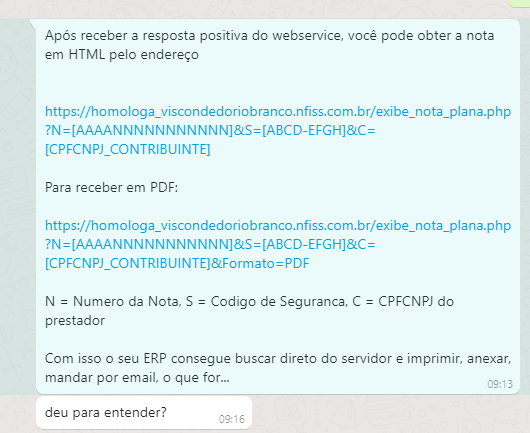 Após receber a resposta positiva do webservice, você pode obter a nota
em HTML pelo endereço
https://homologa_viscondedoriobranco.nfiss.com.br/exibe_nota_plana.php
?N=[AAAANNNNNNNNNNN]&S=[ABCD-EFGH]&C=
[CPFCNPJ_CONTRIBUINTE]
Para receber em PDF:
https://homologa_viscondedoriobranco.nfiss.com.br/exibe_nota_plana.php
?N=[AAAANNNNNNNNNNN]&S=[ABCD-EFGH]&C=
[CPFCNPJ_CONTRIBUINTE]&Formato=PDF
N = Numero da Nota, S = Codigo de Seguranca, C = CPFCNPJ do
prestador
Com isso o seu ERP consegue buscar direto do servidor e imprimir, anexar,
mandar por email, o que for...
09:13
deu para entender?
09:16